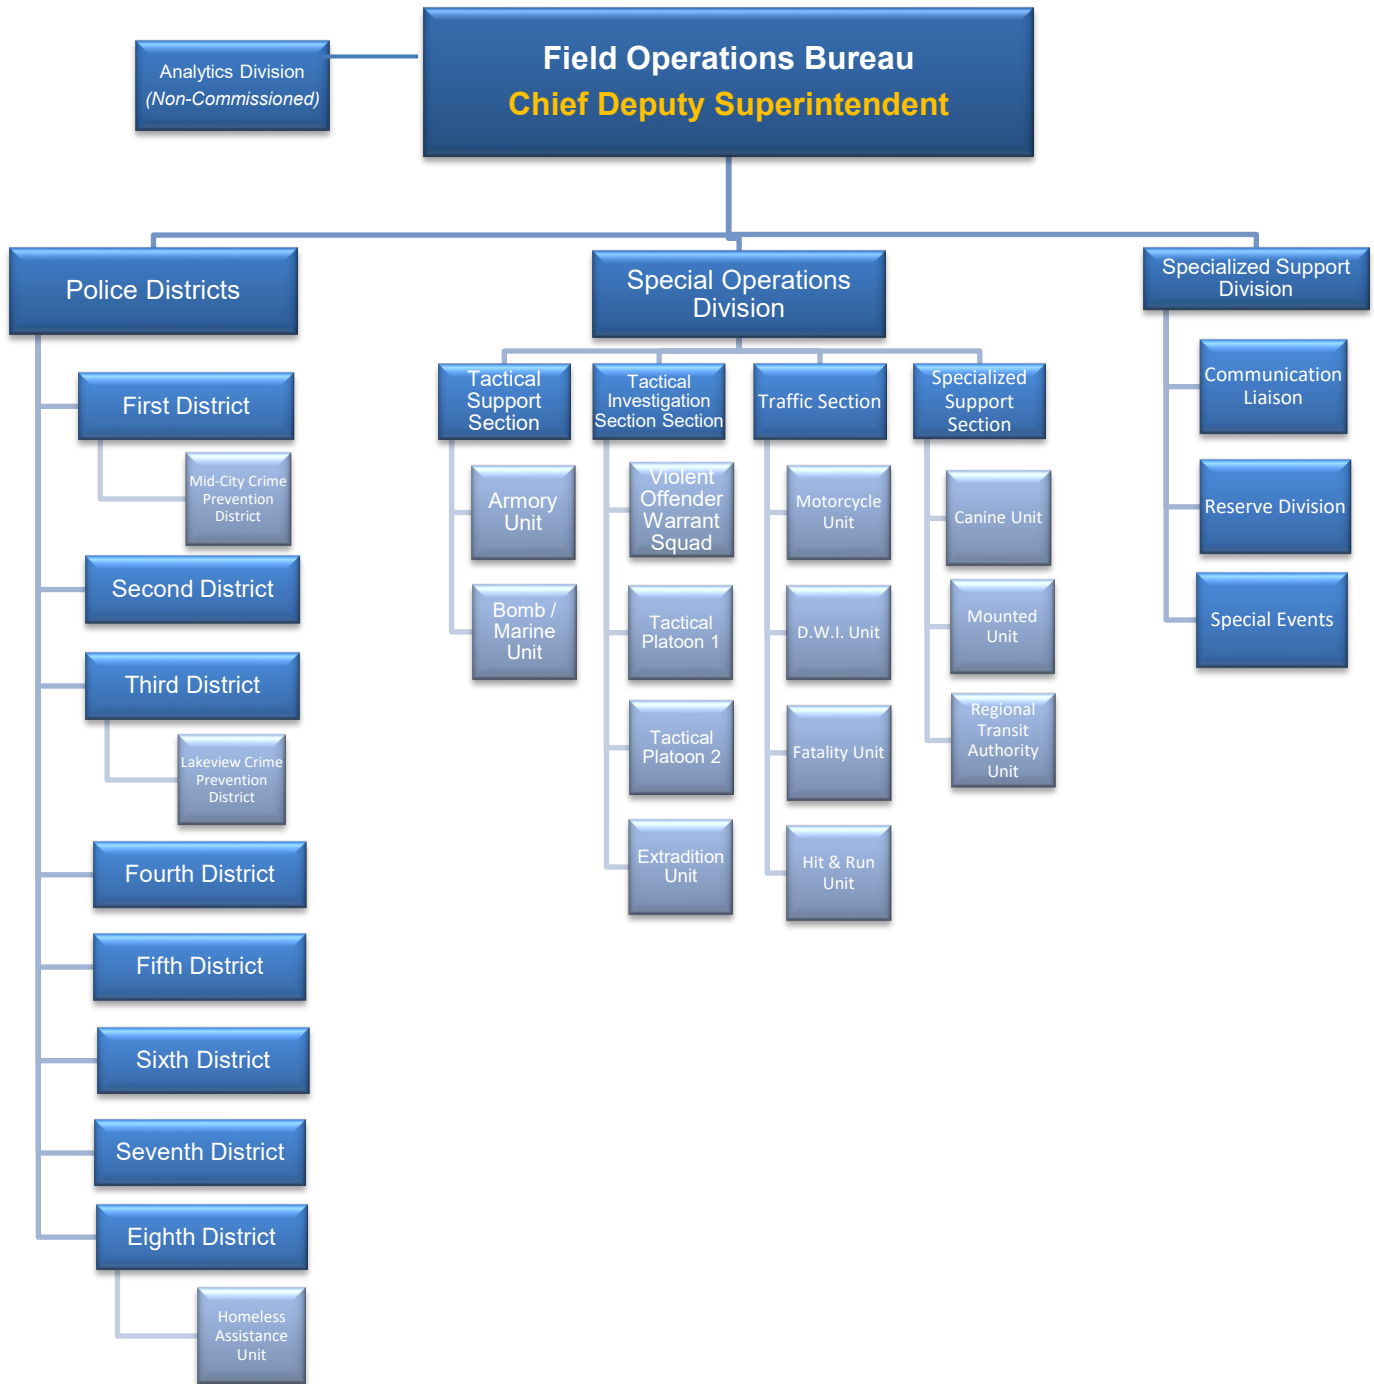 Field Operations Bureau
Chief Deputy Superintendent
Analytics Division
(Non-Commissioned)
Police Districts
First District
Mid-City Crime
Prevention
District
Second District
Third District
Lakeview Crime
Prevention
District
Fourth District
Fifth District
Sixth District
Seventh District
Eighth District
Homeless
Assistance
Unit
Special Operations
Division
Tactical
Support
Section
Armory
Unit
Bomb /
Marine
Unit
Tactical
Investigation
Section Section
Violent
Offender
Warrant
Squad
Tactical
Platoon 1
Tactical
Platoon 2
Extradition
Unit
Traffic Section
Motorcycle
Unit
D.W.I. Unit
Fatality Unit
Hit & Run
Unit
Specialized
Support
Section
Canine Unit
Mounted
Unit
Regional
Transit
Authority
Unit
Specialized Support
Division
Communication
Liaison
Reserve Division
Special Events